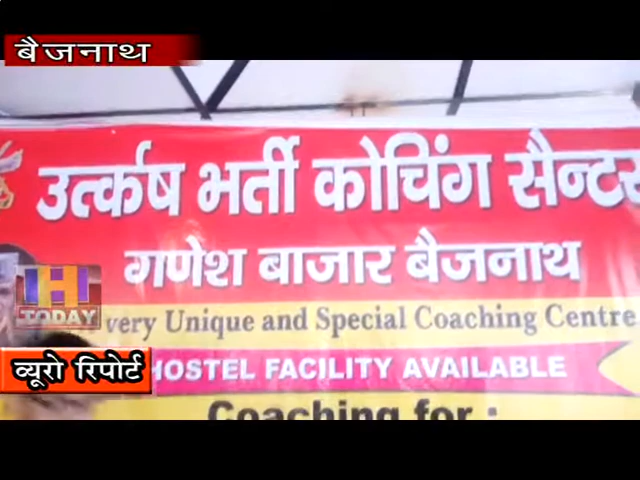 बैजनाथ
उत्कर्ष भर्ती कोचिंग सैन्टर
गणेश बाजार बैजनाथ
IHI
TODAY
very Unique and Special Coaching Centre
HOSTEL FACILITY AVAILABLE
ब्यूरो रिपोर्ट
Coaching for :